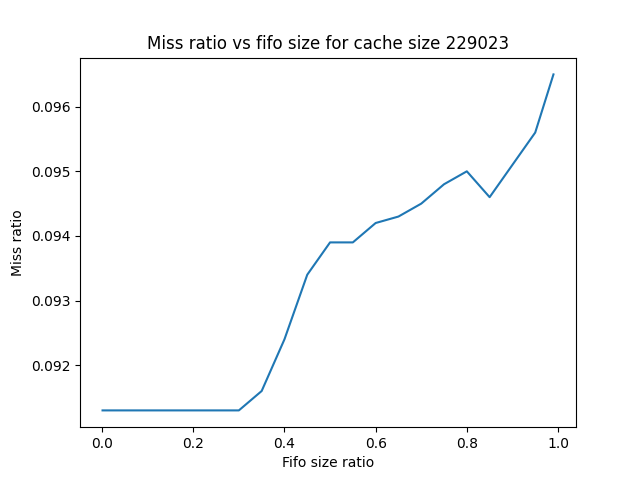 Miss ratio vs fifo size for cache size 229023
0.096
0.095
0.094
0.093
0.092
Miss ratio
0.0 0.2 0.4 0.6 0.8 1.0
Fifo size ratio